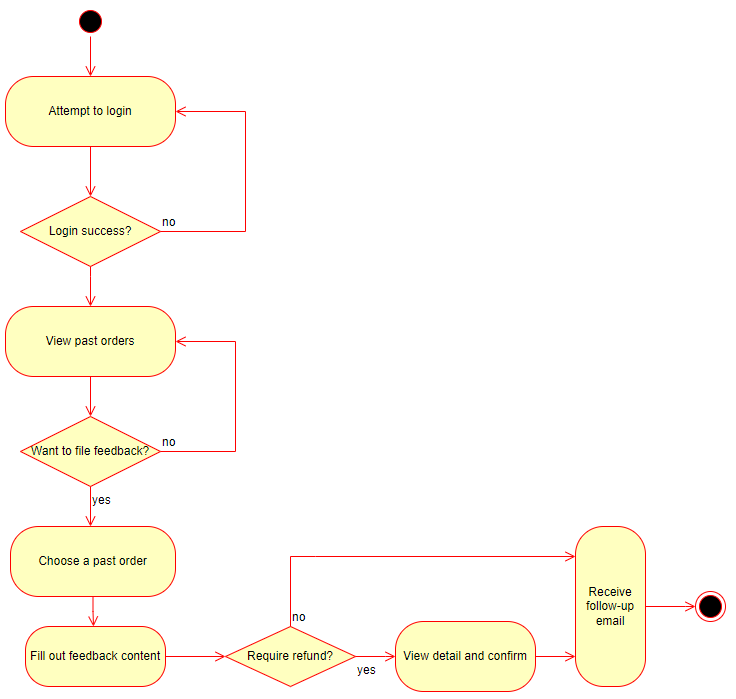 Attempt to login
Login success?
no
View past orders
Want to file feedback?
no
yes
Choose a past order
Fill out feedback content
Require refund?
no
yes
View detail and confirm
Receive
follow-up
email